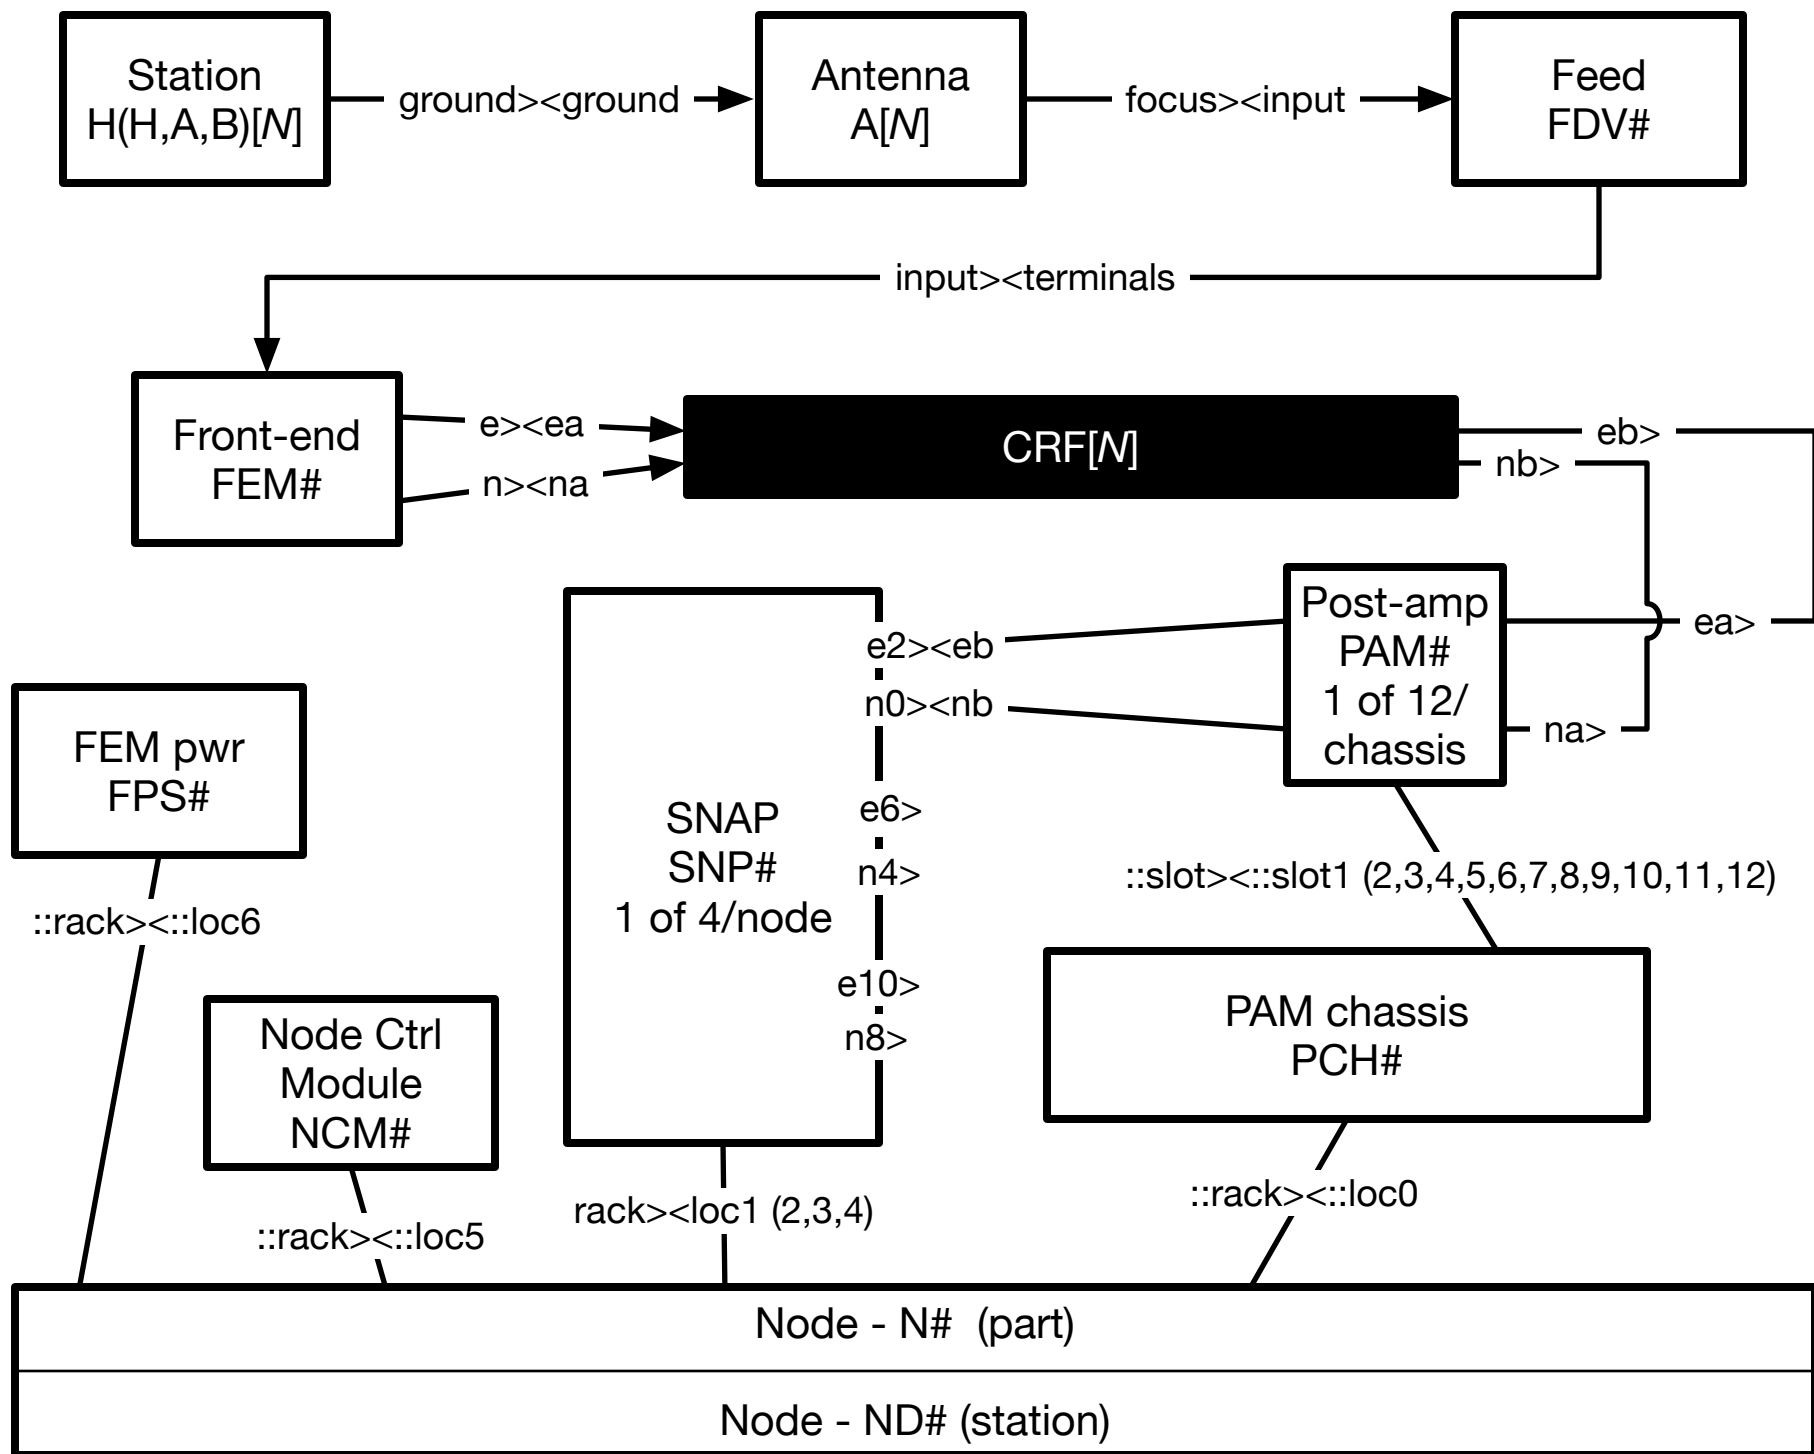 Station
H(H,A,B)[N]
ground><ground
Antenna
A[N]
focus><input
Feed
FDV#
input><terminals
Front-end
FEM#
e><ea
n><na
CRF[N]
eb>
nb>
Post-amp
PAM#
1 of 12/
chassis
ea>
na>
e2><eb
n0><nb
e6>
n4>
e10>
n8>
SNAP
SNP#
1 of 4/node
FEM pwr
FPS#
::rack><::loc6
::slot><::slot1 (2,3,4,5,6,7,8,9,10,11,12)
PAM chassis
PCH#
Node Ctrl
Module
NCM#
::rack><::loc5
rack><loc1 (2,3,4)
::rack><::loc0
Node - N# (part)
Node - ND# (station)